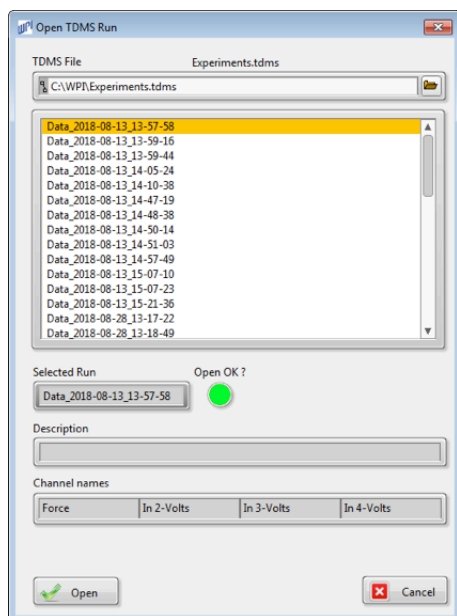 Open TDMS Run
TDMS File Experiments.tdms
C:\WPI\Experiments.tdms
Data_2018-08-13_13-57-58
Data_2018-08-13_13-59-16
Data_2018-08-13_13-59-44
Data_2018-08-13_14-05-24
Data_2018-08-13_14-10-38
Data_2018-08-13_14-47-19
Data_2018-08-13_14-48-38
Data_2018-08-13_14-50-14
Data_2018-08-13_14-51-03
Data_2018-08-13_14-57-49
Data_2018-08-13_15-07-10
Data_2018-08-13_15-07-23
Data_2018-08-13_15-21-36
Data_2018-08-28_13-17-22
Data_2018-08-28_13-18-49
Selected Run Open OK ?
Data_2018-08-13_13-57-58
Description
Channel names
Force In 2-Volts In 3-Volts In 4-Volts
Open Cancel